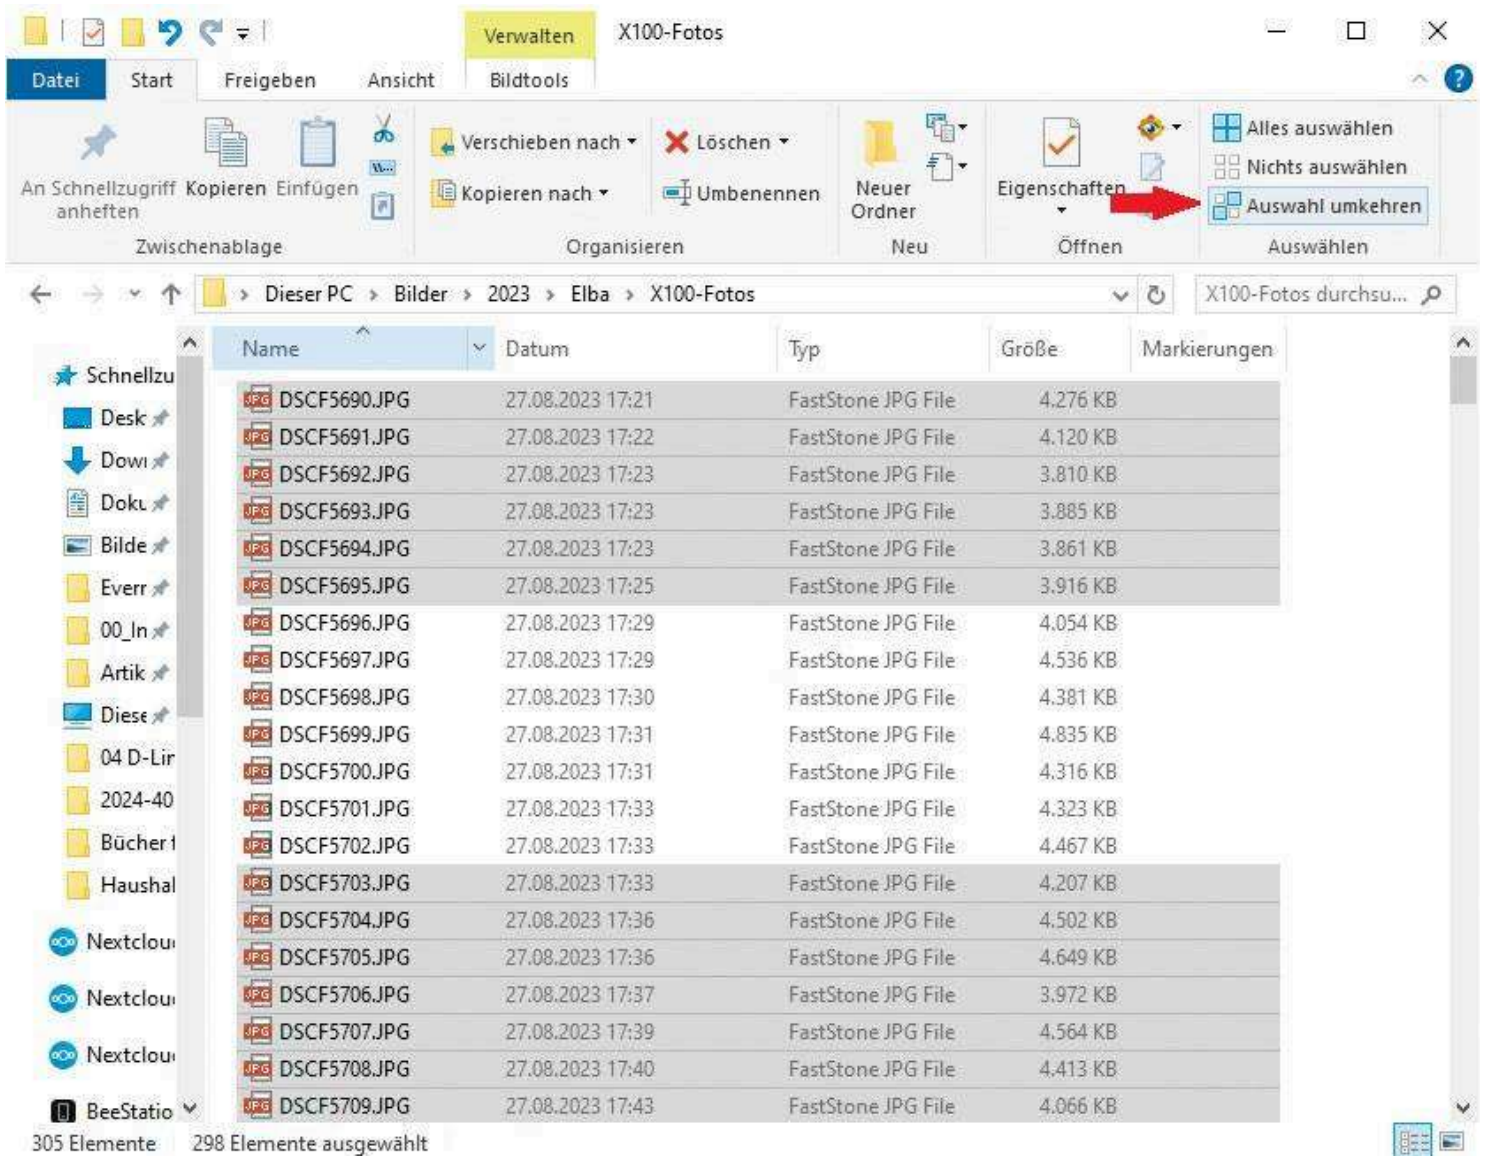 Verwalten X100-Fotos
Datei Start Freigeben Ansicht Bildtools
An Schnellzugriff anheften
Kopieren
Einfügen
Zwischenablage
Verschieben nach
Kopieren nach
Löschen
Umbenennen
Organisieren
Neuer Ordner
Neu
Eigenschaften
Öffnen
Alles auswählen
Nichts auswählen
Auswahl umkehren
Auswählen
Dieser PC > Bilder > 2023 > Elba > X100-Fotos
X100-Fotos durchsu...
Schnellzu
Desk
Dow
Doku
Bilde
Everr
00_In
Artik
Diese
04 D-Lir
2024-40
Bücher f
Haushal
Nextclou
Nextclou
Nextclou
BeeStatio
Name Datum Typ Größe Markierungen
DSCF5690.JPG 27.08.2023 17:21 FastStone JPG File 4.276 KB
DSCF5691.JPG 27.08.2023 17:22 FastStone JPG File 4.120 KB
DSCF5692.JPG 27.08.2023 17:23 FastStone JPG File 3.810 KB
DSCF5693.JPG 27.08.2023 17:23 FastStone JPG File 3.885 KB
DSCF5694.JPG 27.08.2023 17:23 FastStone JPG File 3.861 KB
DSCF5695.JPG 27.08.2023 17:25 FastStone JPG File 3.916 KB
DSCF5696.JPG 27.08.2023 17:29 FastStone JPG File 4.054 KB
DSCF5697.JPG 27.08.2023 17:29 FastStone JPG File 4.536 KB
DSCF5698.JPG 27.08.2023 17:30 FastStone JPG File 4.381 KB
DSCF5699.JPG 27.08.2023 17:31 FastStone JPG File 4.835 KB
DSCF5700.JPG 27.08.2023 17:31 FastStone JPG File 4.316 KB
DSCF5701.JPG 27.08.2023 17:33 FastStone JPG File 4.323 KB
DSCF5702.JPG 27.08.2023 17:33 FastStone JPG File 4.467 KB
DSCF5703.JPG 27.08.2023 17:33 FastStone JPG File 4.207 KB
DSCF5704.JPG 27.08.2023 17:36 FastStone JPG File 4.502 KB
DSCF5705.JPG 27.08.2023 17:36 FastStone JPG File 4.649 KB
DSCF5706.JPG 27.08.2023 17:37 FastStone JPG File 3.972 KB
DSCF5707.JPG 27.08.2023 17:39 FastStone JPG File 4.564 KB
DSCF5708.JPG 27.08.2023 17:40 FastStone JPG File 4.413 KB
DSCF5709.JPG 27.08.2023 17:43 FastStone JPG File 4.066 KB
305 Elemente 298 Elemente ausgewählt